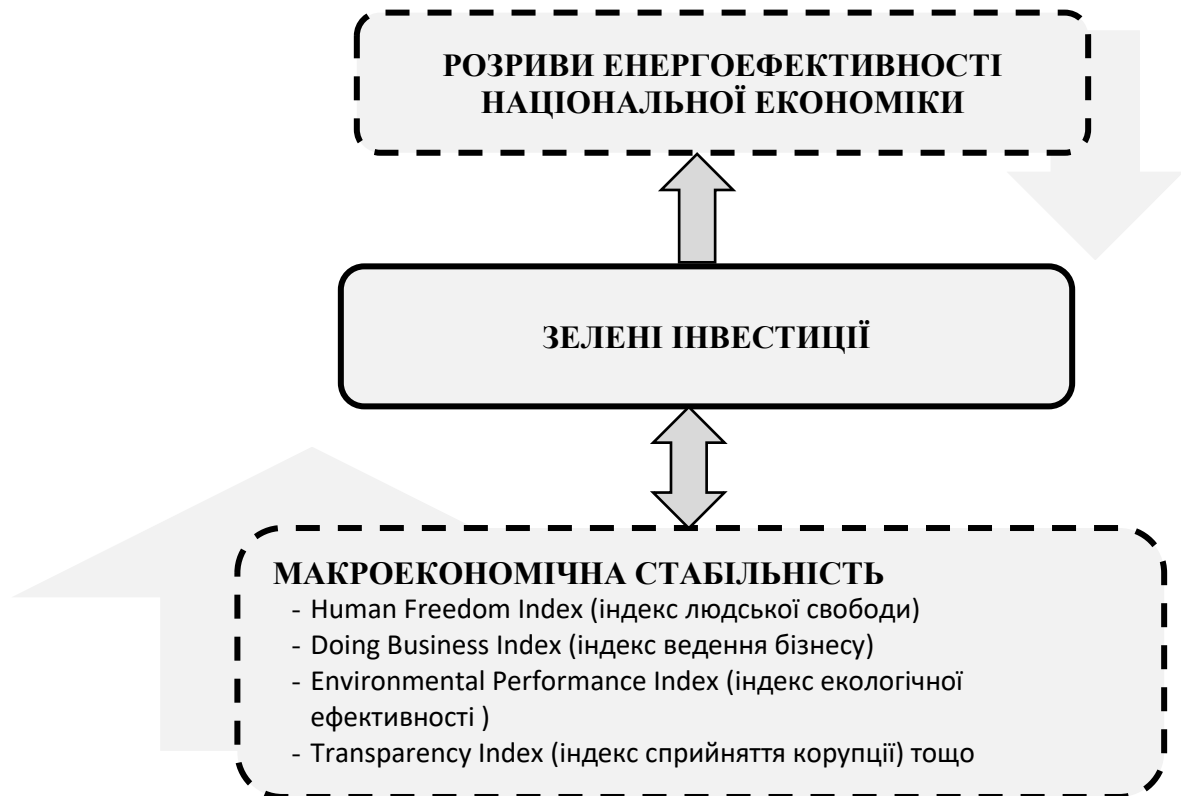 РОЗРИВИ ЕНЕРГОЕФЕКТИВНОСТІ
НАЦІОНАЛЬНОЇ ЕКОНОМІКИ
ЗЕЛЕНІ ІНВЕСТИЦІЇ
МАКРОЕКОНОМІЧНА СТАБІЛЬНІСТЬ
- Human Freedom Index (індекс людської свободи)
- Doing Business Index (індекс ведення бізнесу)
- Environmental Performance Index (індекс екологічної
ефективності )
- Transparency Index (індекс сприйняття корупції) тощо